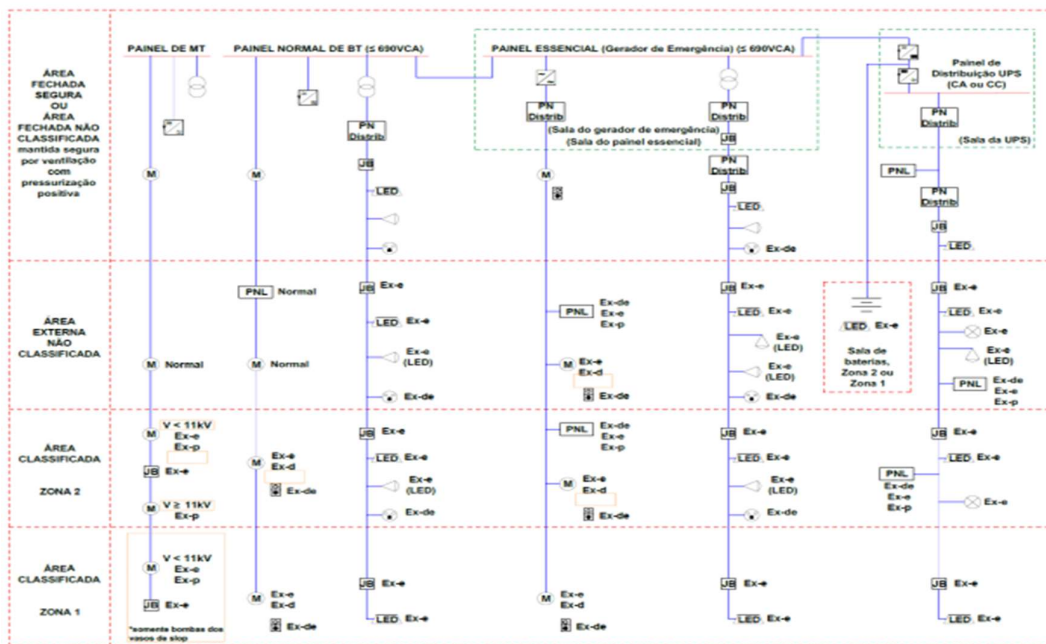 PAINEL DE MT
PAINEL NORMAL DE BT (≤ 690VCA)
PAINEL ESSENCIAL (Gerador de Emergência) (≤ 690VCA)
Painel de
Distribuição UPS
(CA ou CC)
ÁREA
FECHADA
SEGURA
OU
ÁREA
FECHADA NÃO
CLASSIFICADA
mantida segura
por ventilação
com
pressurização
positiva
PN
Distrib
PN
Distrib
PN
Distrib
PN
Distrib
(Sala do gerador de emergência)
(Sala do painel essencial)
(Sala da UPS)
JB
JB
PN
Distrib
M
M
M
PNL
JB
PN
Distrib
LED
LED
JB
Ex-de
LED
ÁREA
EXTERNA
NÃO
CLASSIFICADA
PNL Normal
JB Ex-e
JB Ex-e
JB Ex-e
PNL
Ex-de
Ex-e
Ex-p
LED Ex-e
LED Ex-e
LED Ex-e
LED Ex-e
Ex-e
Ex-e
(LED)
Ex-e
(LED)
Ex-e
(LED)
Ex-e
(LED)
M Normal
M Normal
M Ex-e
Ex-d
Ex-de
Ex-de
Ex-de
Sala de
baterias,
Zona 2 ou
Zona 1
PNL
Ex-de
Ex-e
Ex-p
ÁREA
CLASSIFICADA
ZONA 2
M V < 11kV
Ex-e
Ex-p
JB Ex-e
M V ≥ 11kV
Ex-p
M Ex-e
Ex-d
Ex-de
JB Ex-e
LED Ex-e
Ex-e
(LED)
Ex-de
PNL Ex-de
Ex-e
Ex-p
M Ex-e
Ex-d
Ex-de
JB Ex-e
LED Ex-e
Ex-e
(LED)
Ex-de
JB Ex-e
LED Ex-e
PNL
Ex-de
Ex-e
Ex-p
Ex-e
ÁREA
CLASSIFICADA
ZONA 1
M V < 11kV
Ex-e
Ex-p
JB Ex-e
*somente bombas dos
vasos de slop
M Ex-e
Ex-d
Ex-de
JB Ex-e
LED Ex-e
M Ex-e
Ex-d
Ex-de
JB Ex-e
LED Ex-e
JB Ex-e
LED Ex-e